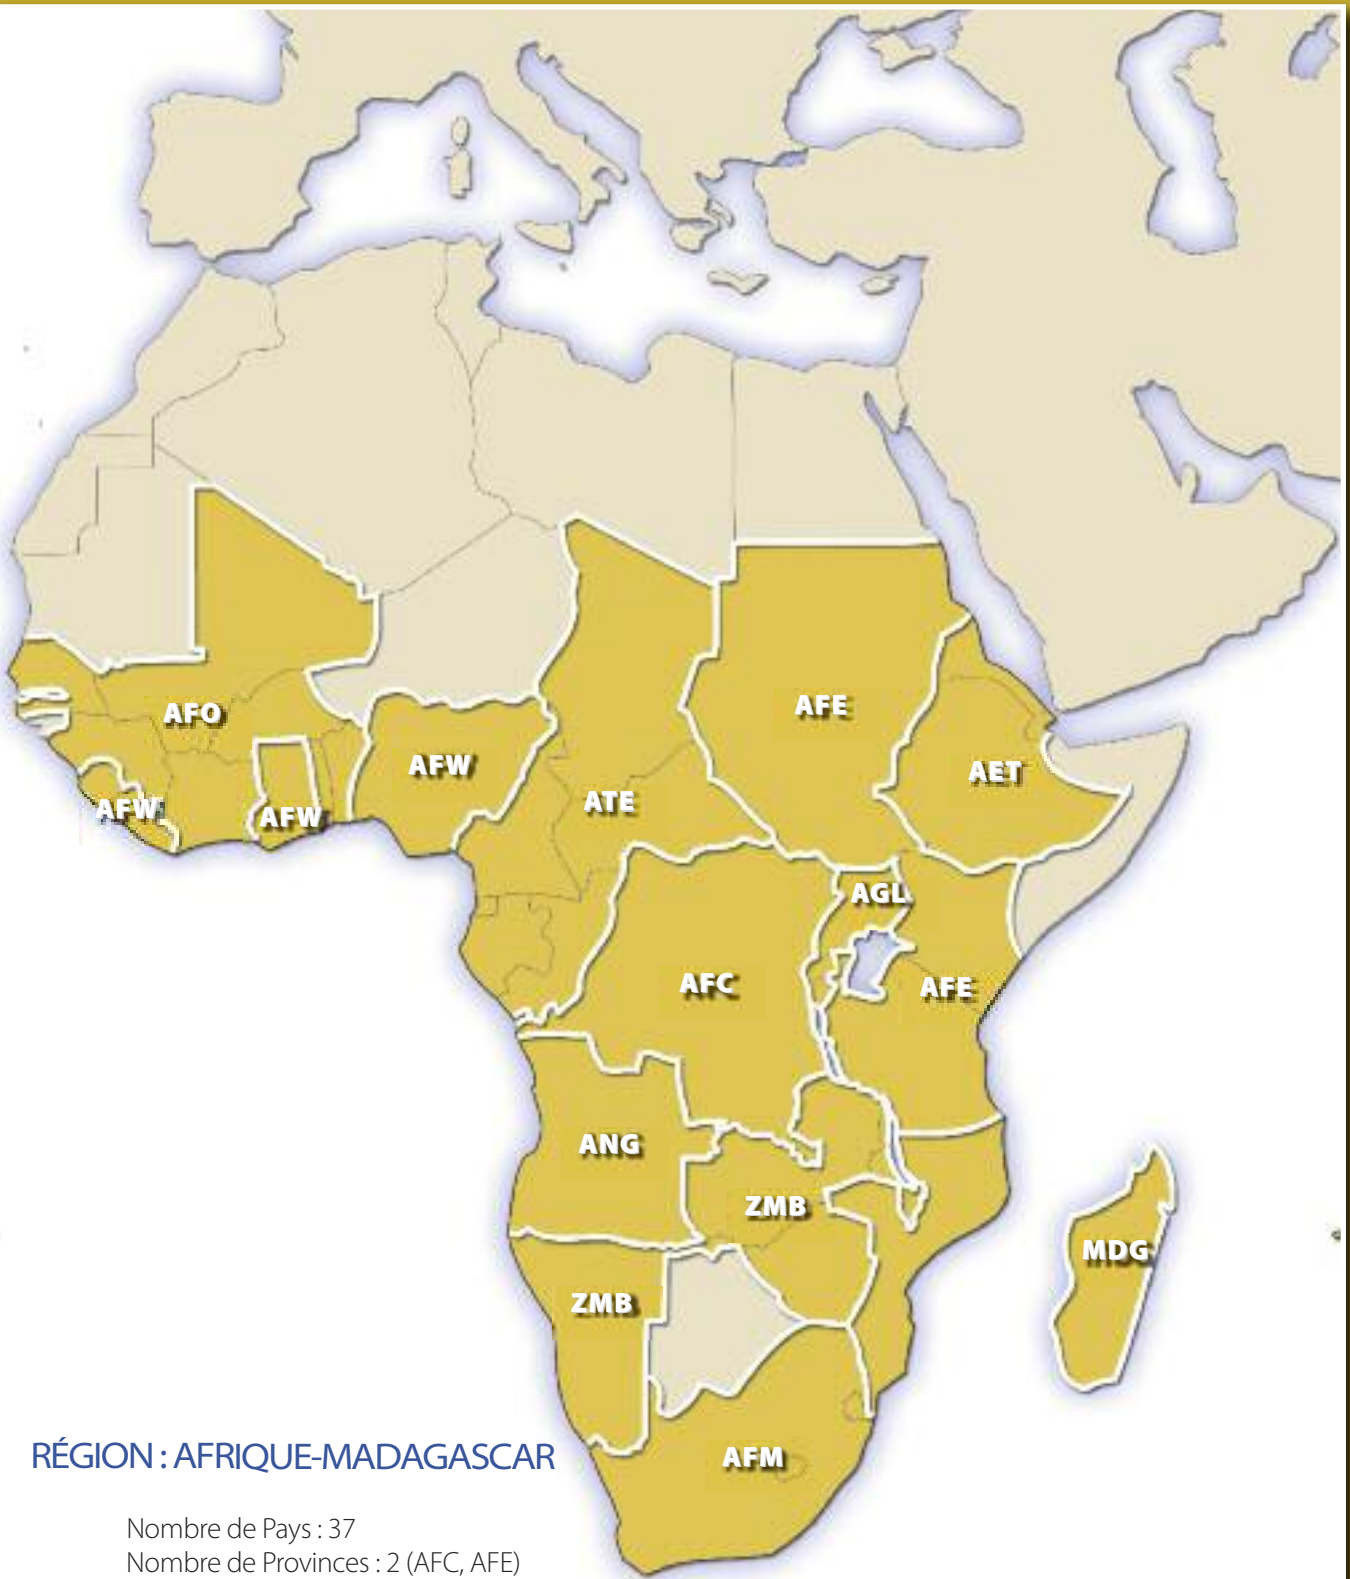 AFO
AFE
AFW
AET
ATE
AFW
AFW
AGL
AFC
AFE
ANG
ZMB
MDG
ZMB
RÉGION : AFRIQUE-MADAGASCAR
AFM
Nombre de Pays : 37
Nombre de Provinces : 2 (AFC, AFE)